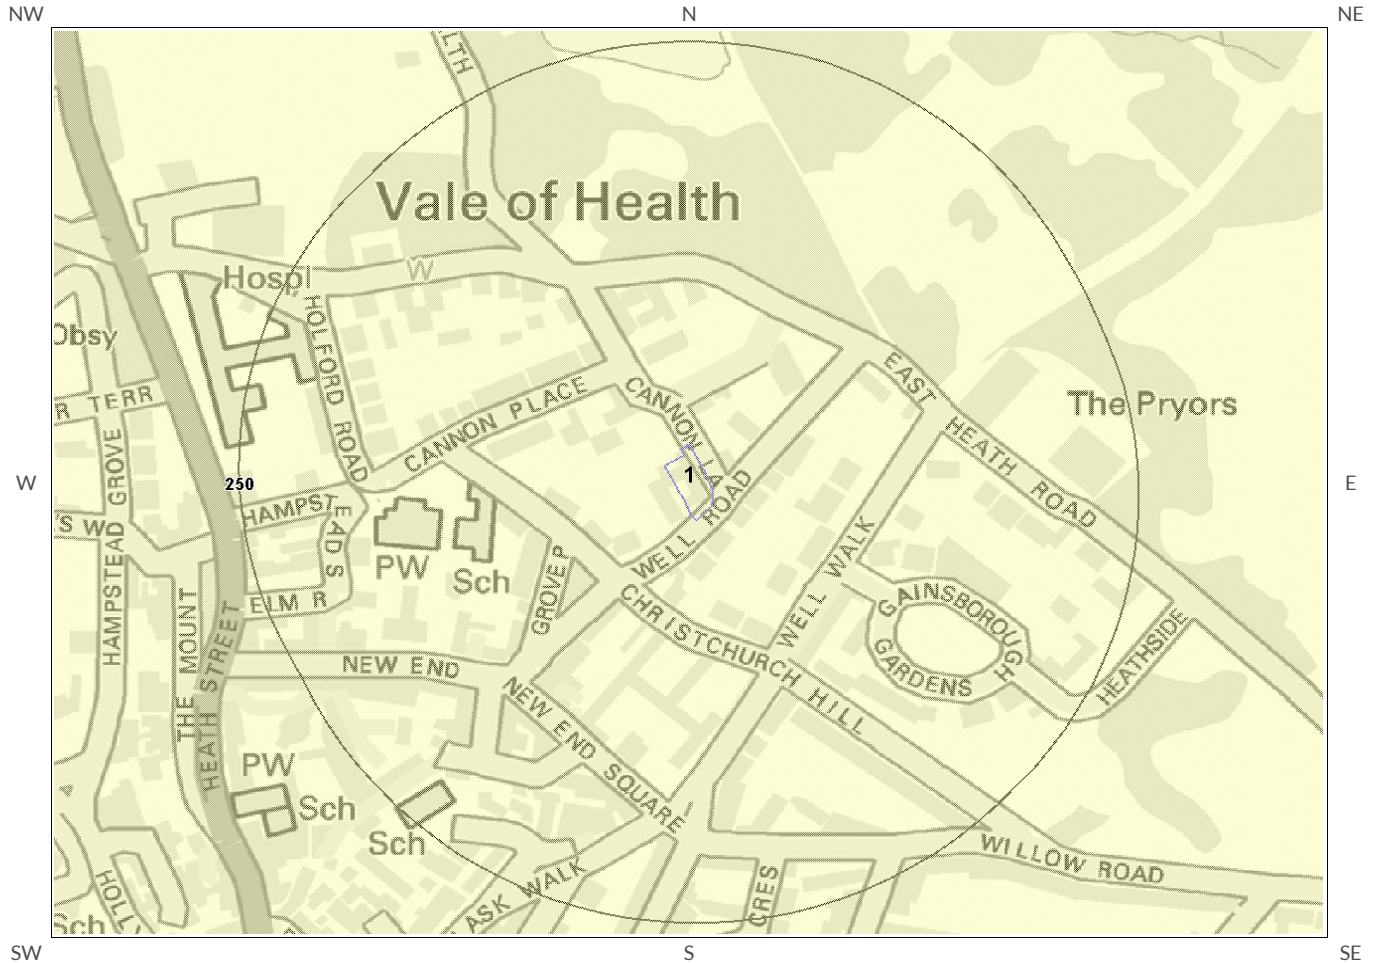 NW
N
NE
LTH
Vale of Health
Hospl
W
Obsy
HOLFORD ROAD
EAST HEATH ROAD
The Pryors
R TERR
CANNON PLACE
CANNON LA
HAMPSTEAD GROVE
W
250
1
E
'S W
HAMPST
EAD S
PW
Sch
WELL ROAD
WELL WALK
GROVE P
CHRISTCHURCH HILL
GAINSBOROUGH
GARDENS
HEATHSIDE
ELM R
THE MOUNT
HEATH STREET
NEW END
NEW END SQUARE
PW
Sch
Sch
WILLOW ROAD
HOLLY
Sch
ASK WALK
CRES
SW
S
SE